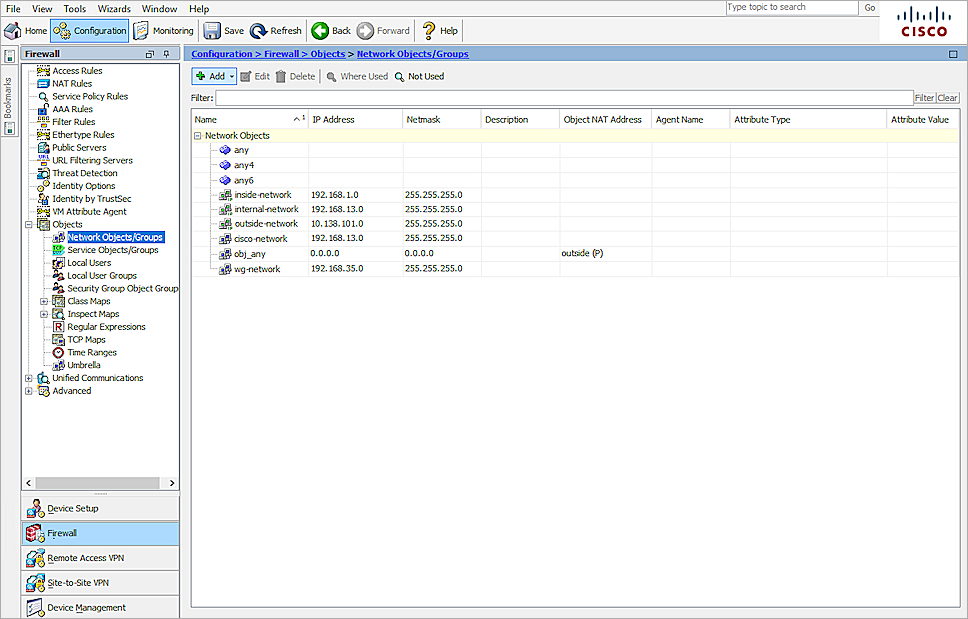 File View Tools Wizards Window Help
Type topic to search Go
Home Configuration Monitoring Save Refresh Back Forward Help
CISCO
Bookmarks
Firewall
Access Rules
NAT Rules
Service Policy Rules
AAA Rules
Filter Rules
Ethertype Rules
Public Servers
URL Filtering Servers
Threat Detection
Identity Options
Identity by TrustSec
VM Attribute Agent
Objects
Network Objects/Groups
Service Objects/Groups
Local Users
Local User Groups
Security Group Object Group
Class Maps
Inspect Maps
Regular Expressions
TCP Maps
Time Ranges
Umbrella
Unified Communications
Advanced
Device Setup
Firewall
Remote Access VPN
Site-to-Site VPN
Device Management
Configuration > Firewall > Objects > Network Objects/Groups
Add Edit Delete Where Used Not Used
Filter: Filter Clear
Name 1 IP Address Netmask Description Object NAT Address Agent Name Attribute Type Attribute Value
Network Objects
any
any4
any6
inside-network 192.168.1.0 255.255.255.0
internal-network 192.168.13.0 255.255.255.0
outside-network 10.138.101.0 255.255.255.0
cisco-network 192.168.13.0 255.255.255.0
obj_any 0.0.0.0 0.0.0.0 outside (P)
wg-network 192.168.35.0 255.255.255.0